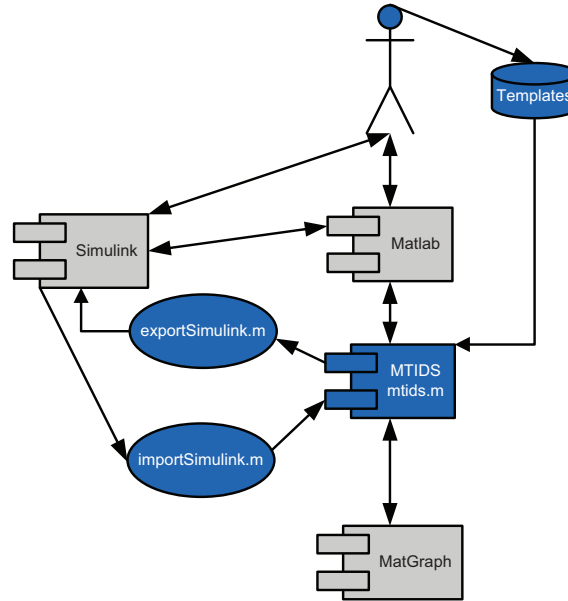 Templates
Simulink
Matlab
exportSimulink.m
MTIDS
mtids.m
importSimulink.m
MatGraph